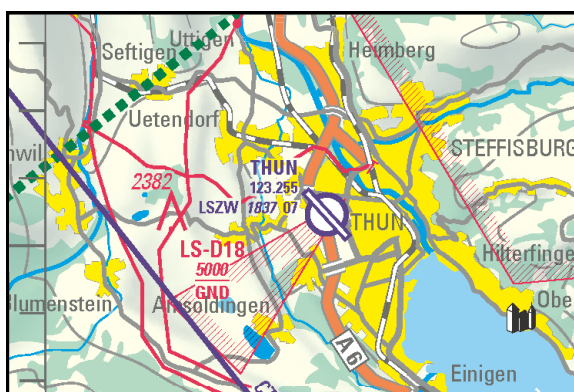 Uttigen
Seftigen
Heimberg
Uetendorf
STEFFISBURG
THUN
123.255
LSZW 1837 07
2382
THUN
LS-D18
5000
GND
Hilterfinge
Blumenstein
Amsoldingen
Obe
A6
Einigen